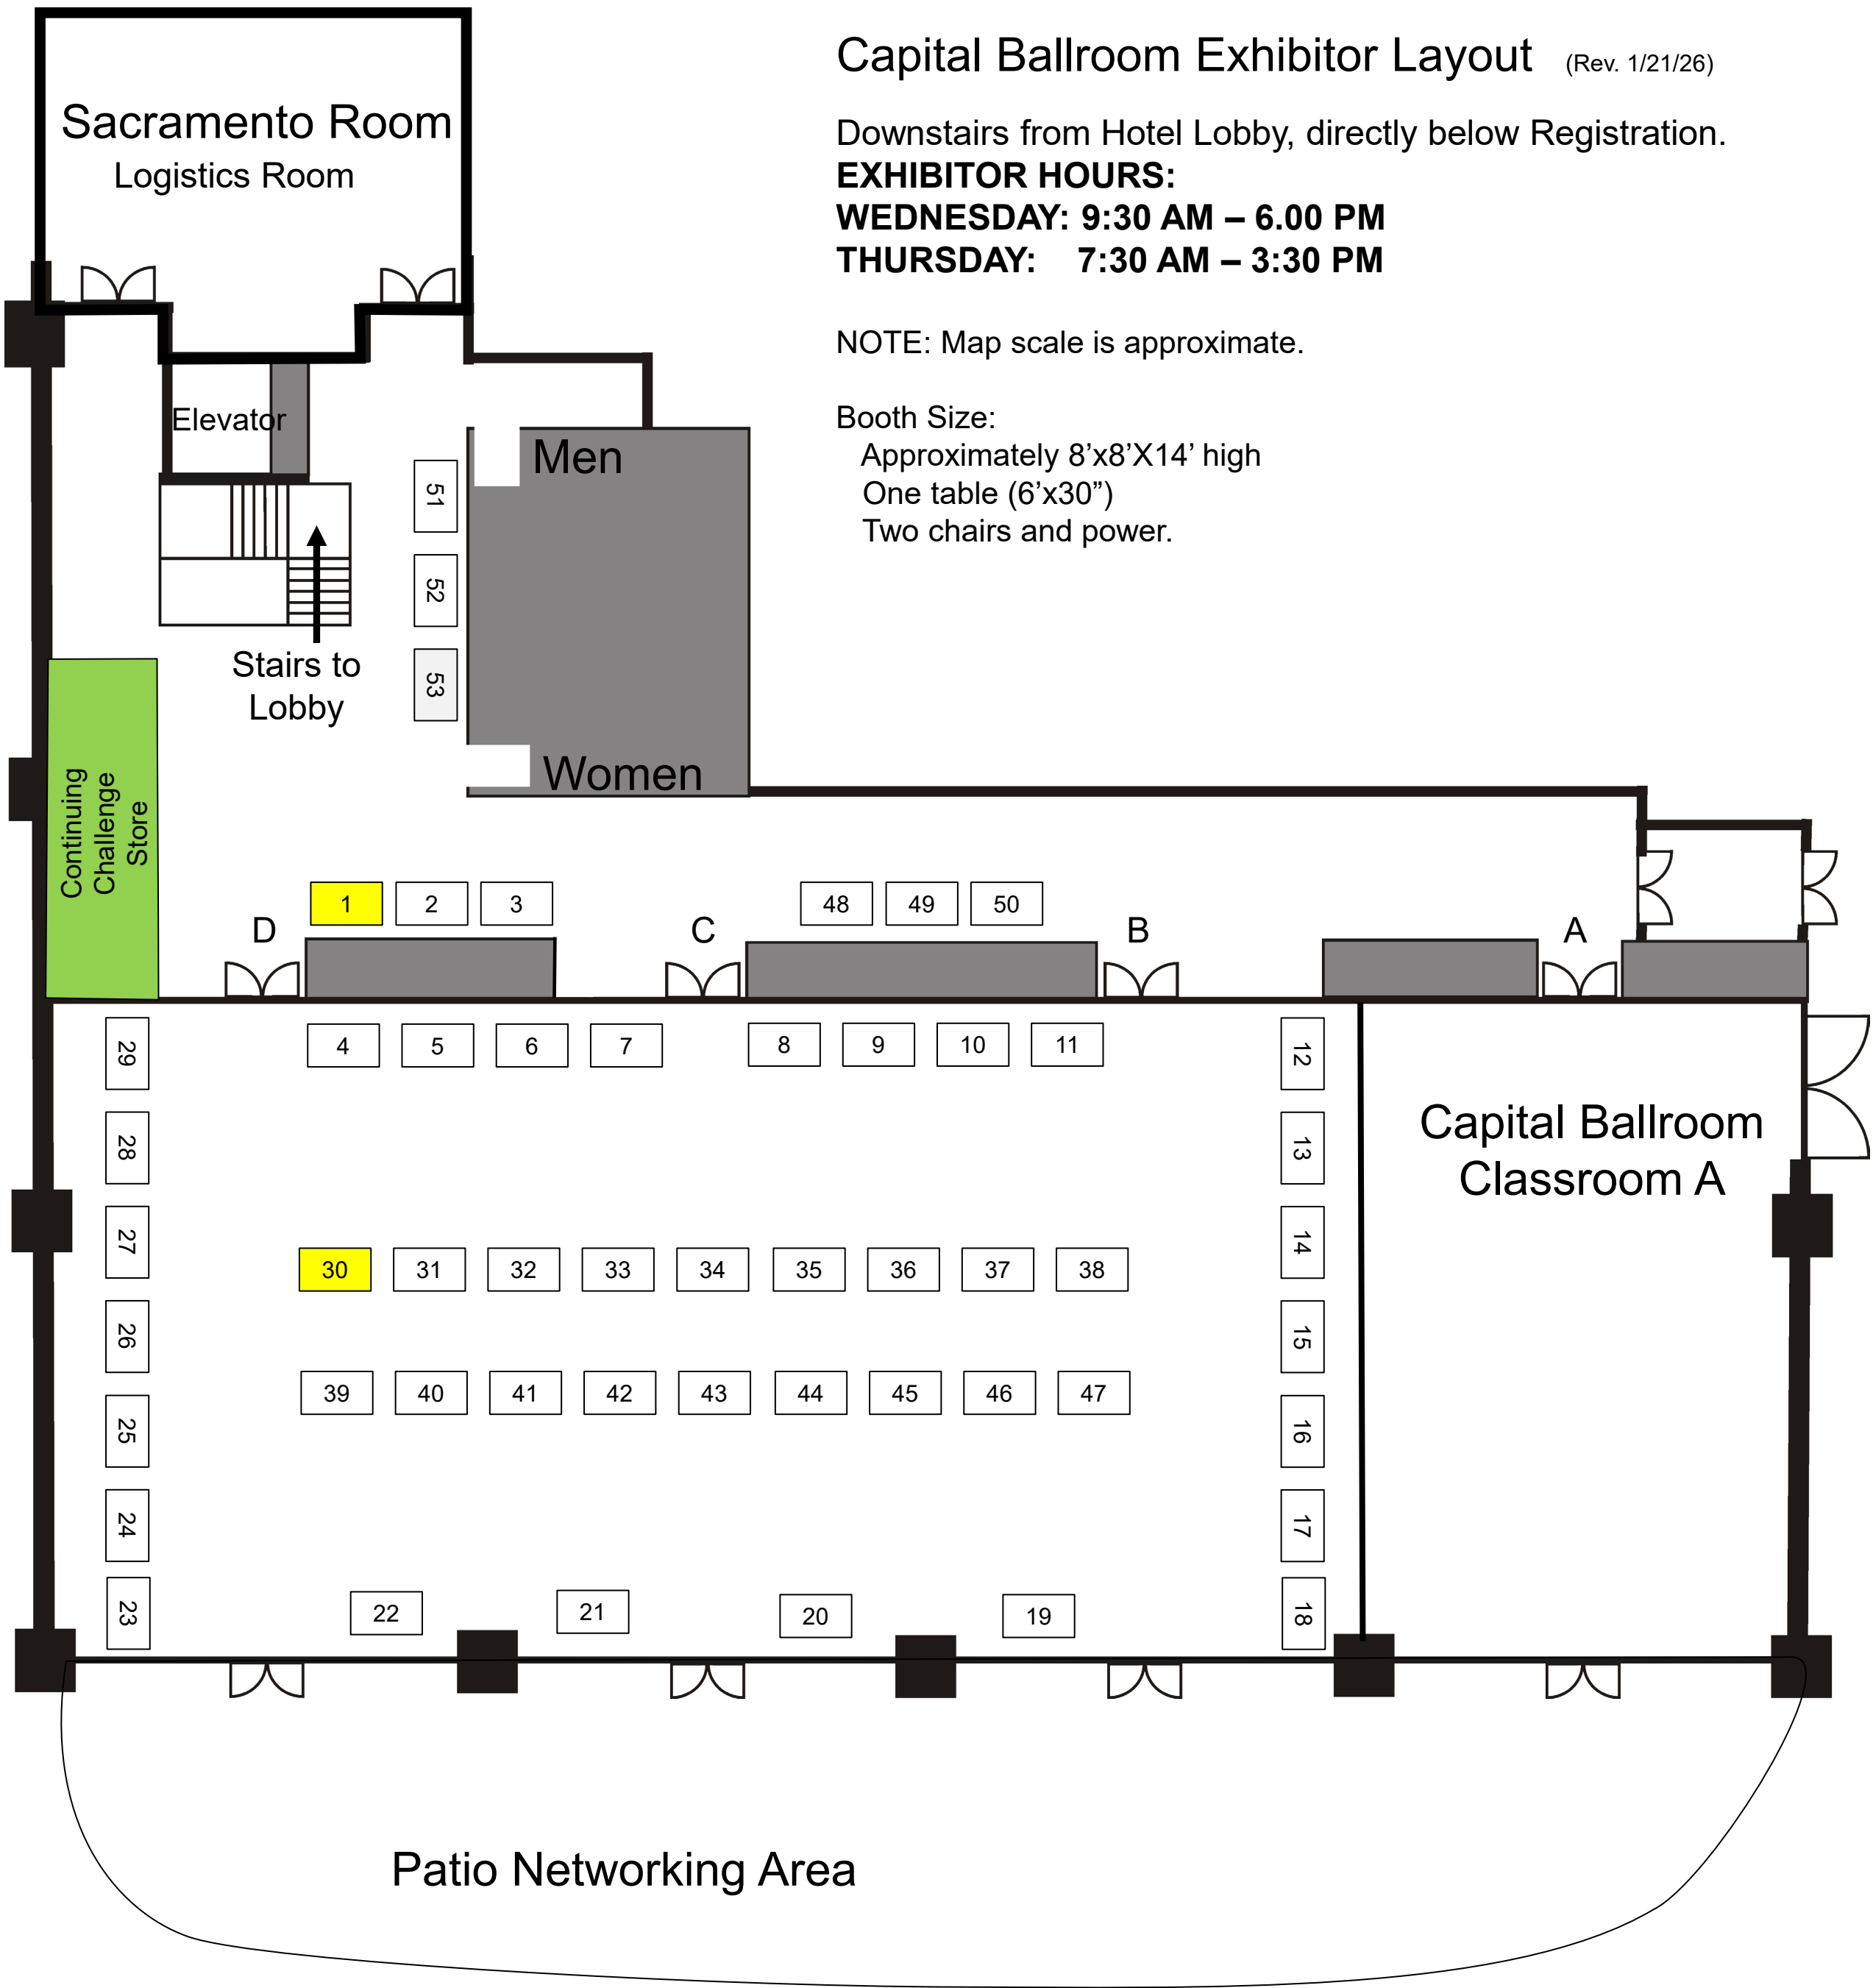 Capital Ballroom Exhibitor Layout (Rev. 1/21/26)
Downstairs from Hotel Lobby, directly below Registration.
EXHIBITOR HOURS:
WEDNESDAY: 9:30 AM – 6.00 PM
THURSDAY: 7:30 AM – 3:30 PM
NOTE: Map scale is approximate.
Booth Size:
Approximately 8’x8’X14’ high
One table (6’x30”)
Two chairs and power.
Sacramento Room
Logistics Room
Elevator
Men
51
52
53
Stairs to
Lobby
Women
Continuing
Challenge
Store
1 2 3 48 49 50
D C B A
4 5 6 7 8 9 10 11
29
28
27
26
25
24
23
12
13
14
15
16
17
18
Capital Ballroom
Classroom A
30 31 32 33 34 35 36 37 38
39 40 41 42 43 44 45 46 47
22 21 20 19
Patio Networking Area